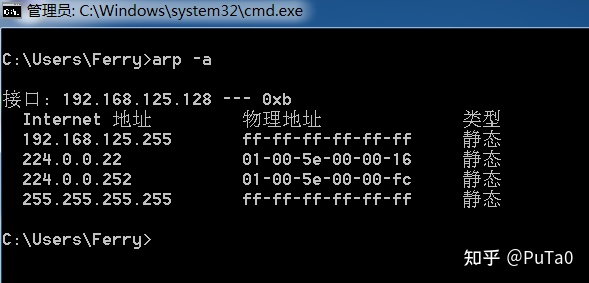 管理员: C:\Windows\system32\cmd.exe
C:\Users\Ferry>arp -a
接口: 192.168.125.128 --- 0xb
Internet 地址 物理地址 类型
192.168.125.255 ff-ff-ff-ff-ff-ff 静态
224.0.0.22 01-00-5e-00-00-16 静态
224.0.0.252 01-00-5e-00-00-fc 静态
255.255.255.255 ff-ff-ff-ff-ff-ff 静态
C:\Users\Ferry>
知乎 @PuTa0